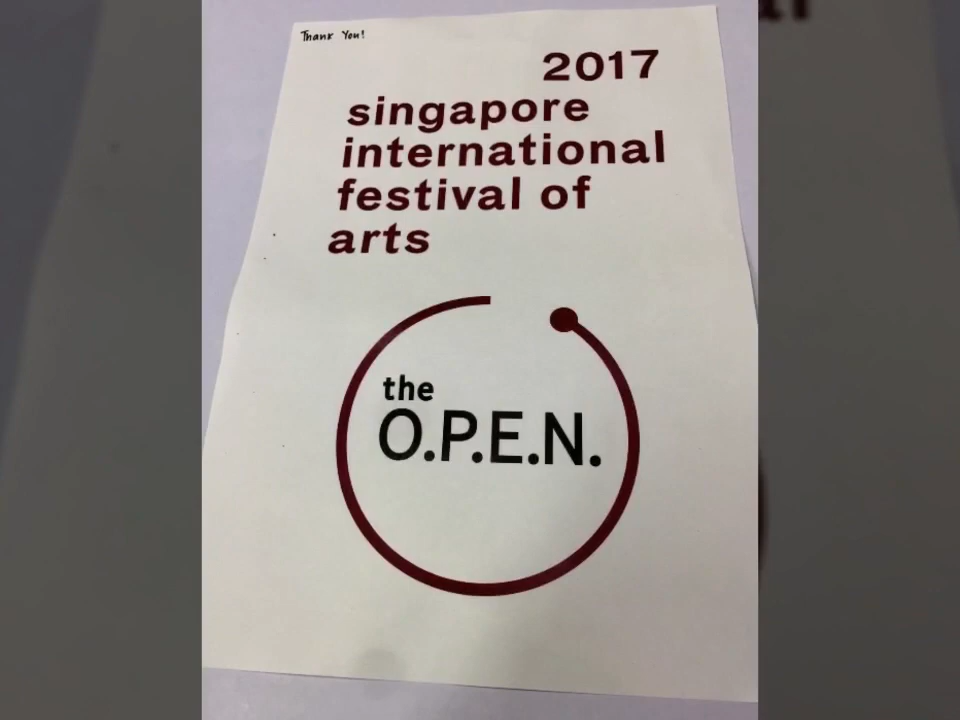 Thank You!
2017
singapore
international
festival of
arts
the
O.P.E.N.